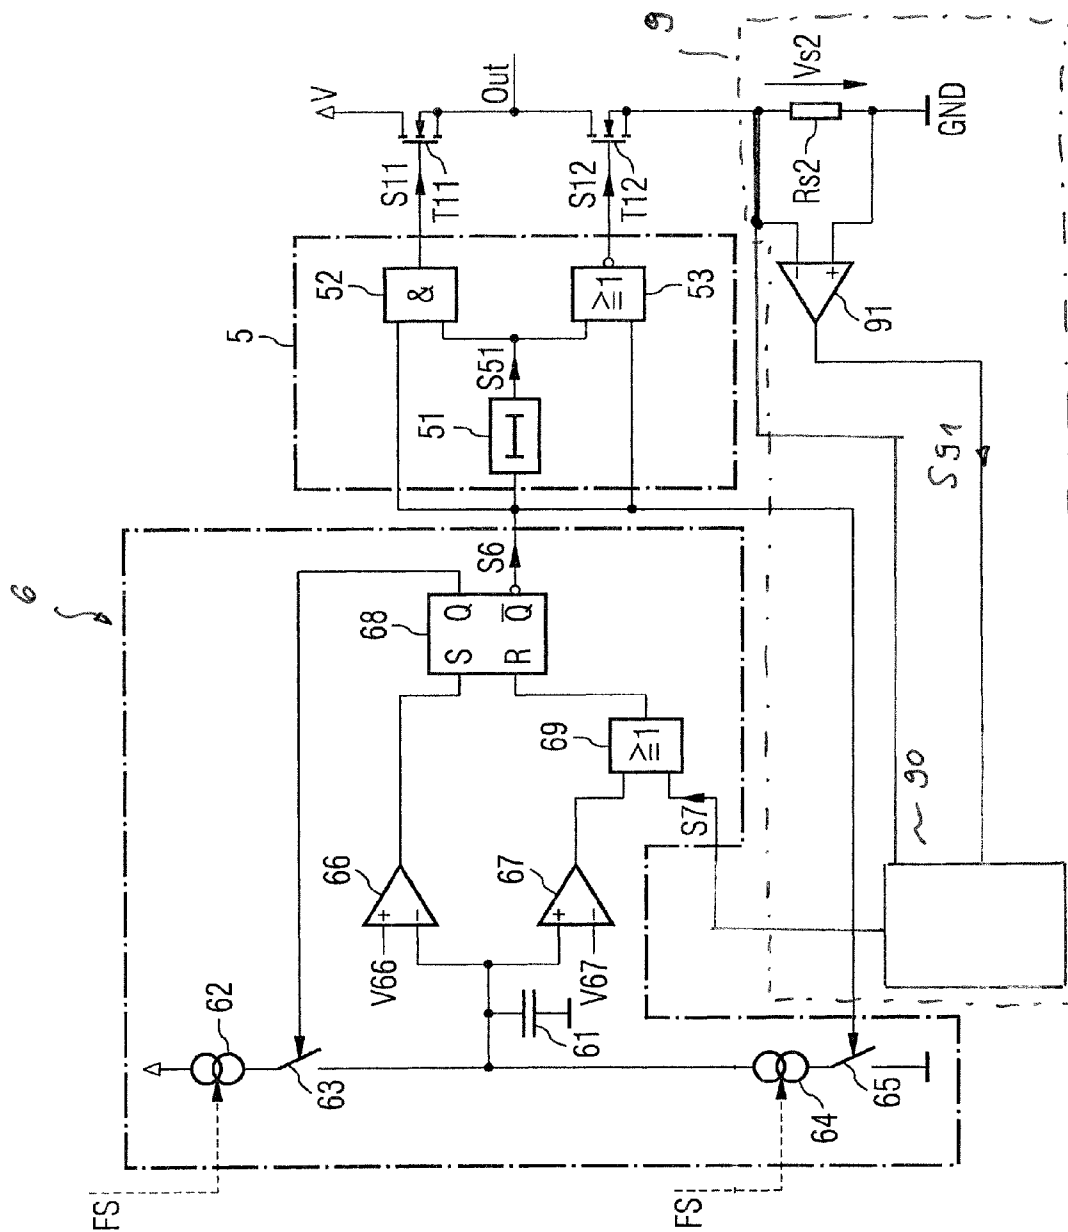 6
9
V
S11
T11
Out
S12
T12
Vs2
Rs2
GND
5
52
&
51
S51
≥1
53
−
+
91
S91
S6
68
S
Q
R
Q̅
69
≥1
S7
90
66
+
−
V66
67
+
−
V67
61
62
63
64
65
FS
FS